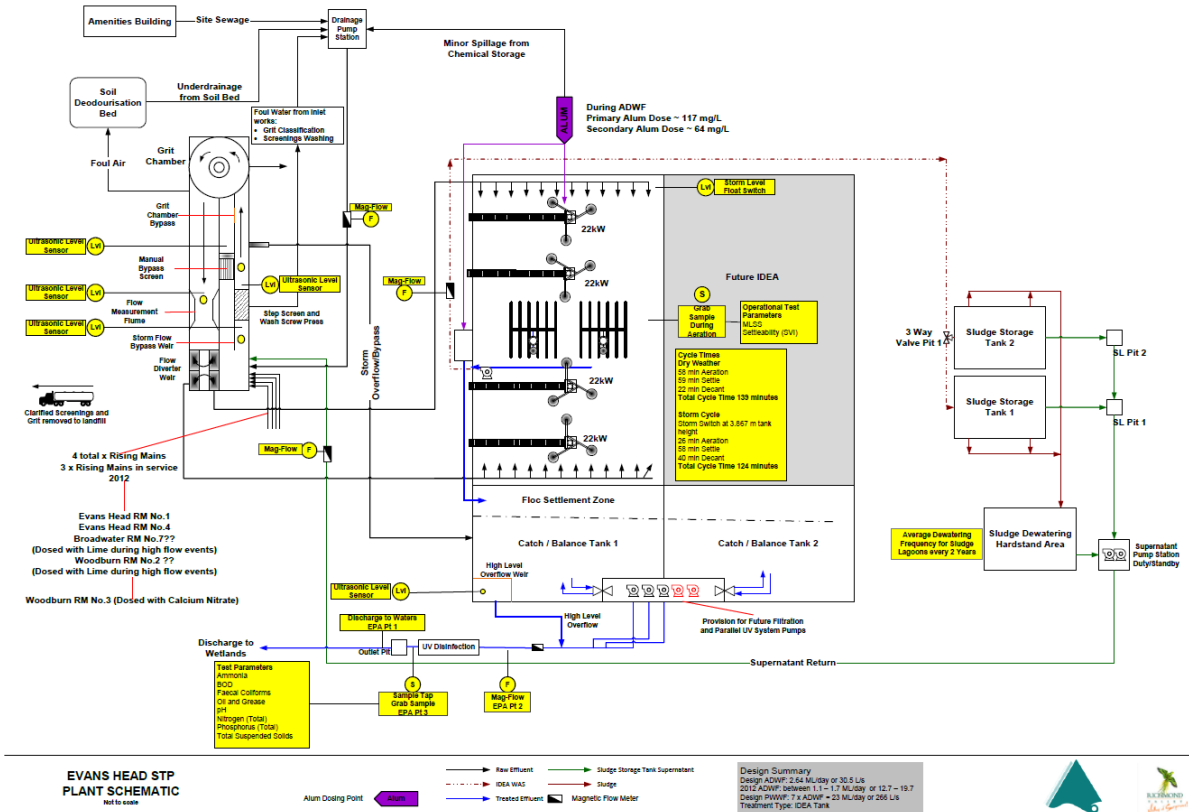 Amenities Building
Site Sewage
Drainage
Pump
Station
Minor Spillage from
Chemical Storage
Soil
Deodourisation
Bed
Underdrainage
from Soil Bed
Foul Water from Inlet
works:
• Grit Classification
• Screenings Washing
ALUM
During ADWF
Primary Alum Dose ~ 117 mg/L
Secondary Alum Dose ~ 64 mg/L
Foul Air
Grit
Chamber
Grit
Chamber
Bypass
Mag-Flow
F
Lvl
Storm Level
Float Switch
22kW
Ultrasonic Level
Sensor
Lvl
Manual
Bypass
Screen
Lvl
Ultrasonic Level
Sensor
Mag-Flow
F
22kW
Future IDEA
Ultrasonic Level
Sensor
Lvl
Flow
Measurement
Flume
Step Screen and
Wash Screw Press
S
Grab
Sample
During
Aeration
Operational Test
Parameters
MLSS
Settleability (SVI)
Ultrasonic Level
Sensor
Lvl
Storm Flow
Bypass Weir
Flow
Diverter
Weir
Storm
Overflow/Bypass
3 Way
Valve Pit 1
Sludge Storage
Tank 2
SL Pit 2
Cycle Times
Dry Weather
58 min Aeration
59 min Settle
22 min Decant
Total Cycle Time 139 minutes
Storm Cycle
Storm Switch at 3.867 m tank
height
26 min Aeration
58 min Settle
40 min Decant
Total Cycle Time 124 minutes
22kW
22kW
Sludge Storage
Tank 1
SL Pit 1
Clarified Screenings and
Grit removed to landfill
Mag-Flow
F
4 total x Rising Mains
3 x Rising Mains in service
2012
Evans Head RM No.1
Evans Head RM No.4
Broadwater RM No.7??
(Dosed with Lime during high flow events)
Woodburn RM No.2 ??
(Dosed with Lime during high flow events)
Woodburn RM No.3 (Dosed with Calcium Nitrate)
Floc Settlement Zone
Catch / Balance Tank 1
Catch / Balance Tank 2
Average Dewatering
Frequency for Sludge
Lagoons every 2 Years
Sludge Dewatering
Hardstand Area
Supernatant
Pump Station
Duty/Standby
High Level
Overflow Weir
Ultrasonic Level
Sensor
Lvl
High Level
Overflow
Provision for Future Filtration
and Parallel UV System Pumps
Discharge to Waters
EPA Pt 1
Discharge to
Wetlands
Outlet Pit
UV Disinfection
Supernatant Return
Test Parameters
Ammonia
BOD
Faecal Coliforms
Oil and Grease
pH
Nitrogen (Total)
Phosphorus (Total)
Total Suspended Solids
S
Sample Tap
Grab Sample
EPA Pt 3
F
Mag-Flow
EPA Pt 2
EVANS HEAD STP
PLANT SCHEMATIC
Not to scale
Alum Dosing Point
Alum
Raw Effluent
Sludge Storage Tank Supernatant
IDEA WAS
Sludge
Treated Effluent
Magnetic Flow Meter
Design Summary
Design ADWF: 2.64 ML/day or 30.5 L/s
2012 ADWF: between 1.1 – 1.7 ML/day or 12.7 – 19.7
Design PWWF: 7 x ADWF = 23 ML/day or 266 L/s
Treatment Type: IDEA Tank
RICHMOND
VALLEY